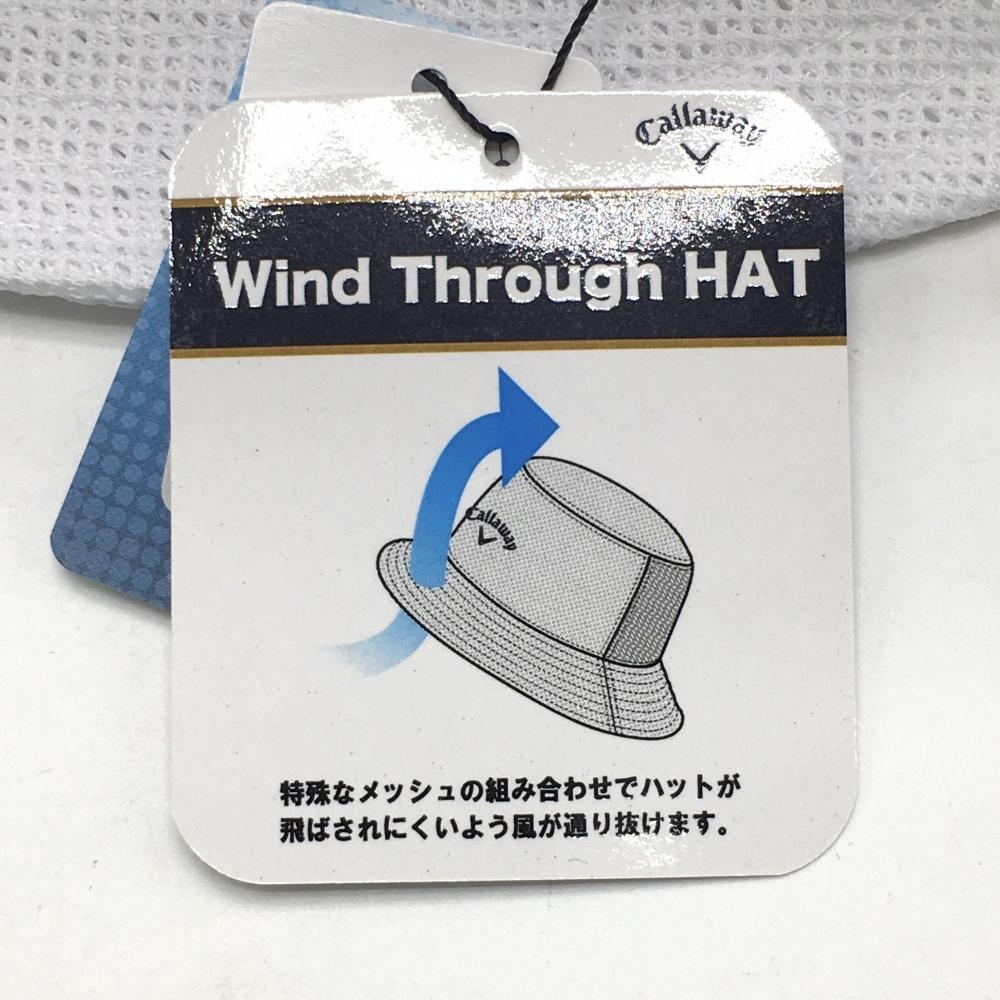 Callaway
Wind Through HAT
Callaway
特殊なメッシュの組み合わせでハットが
飛ばされにくいよう風が通り抜けます。